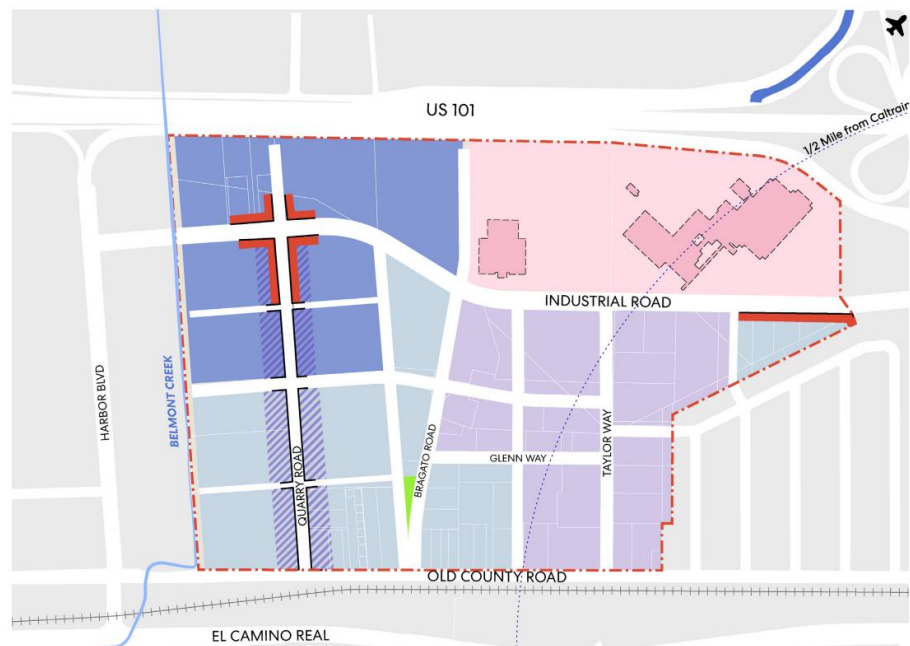 US 101
1/2 Mile from Caltrain
INDUSTRIAL ROAD
HARBOR BLVD
BELMONT CREEK
QUARRY ROAD
BRAGATO ROAD
GLENN WAY
TAYLOR WAY
OLD COUNTY ROAD
EL CAMINO REAL